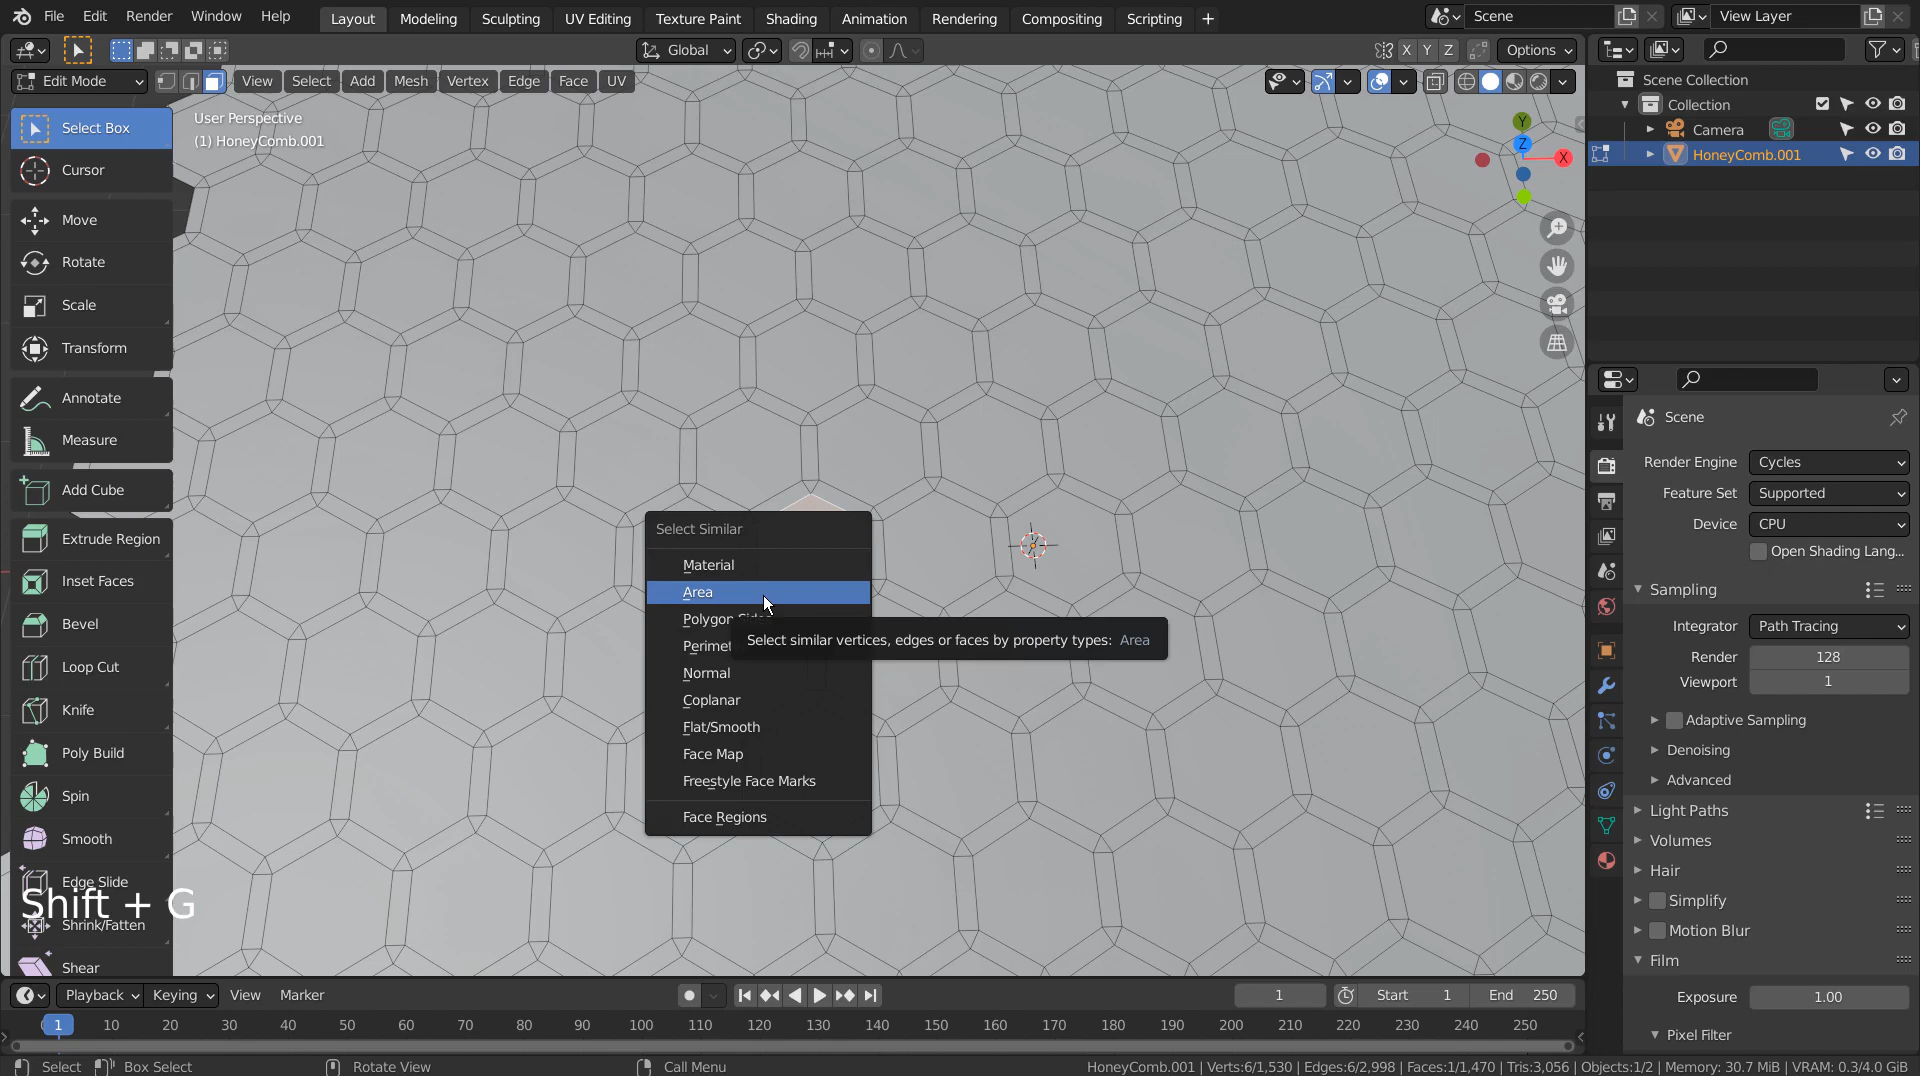 File Edit Render Window Help Layout Modeling Sculpting UV Editing Texture Paint Shading Animation Rendering Compositing Scripting + Scene View Layer
Global X Y Z Options
Edit Mode View Select Add Mesh Vertex Edge Face UV
Scene Collection
Collection
Camera
HoneyComb.001
User Perspective
(1) HoneyComb.001
Y
Z
X
Select Box
Cursor
Move
Rotate
Scale
Transform
Annotate
Measure
Add Cube
Extrude Region
Inset Faces
Bevel
Loop Cut
Knife
Poly Build
Spin
Smooth
Edge Slide
Shift + G
Shrink/Fatten
Shear
Select Similar
Material
Area
Polygon
Perimet
Select similar vertices, edges or faces by property types: Area
Normal
Coplanar
Flat/Smooth
Face Map
Freestyle Face Marks
Face Regions
Scene
Render Engine Cycles
Feature Set Supported
Device CPU
Open Shading Lang...
Sampling
Integrator Path Tracing
Render 128
Viewport 1
Adaptive Sampling
Denoising
Advanced
Light Paths
Volumes
Hair
Simplify
Motion Blur
Film
Exposure 1.00
Pixel Filter
Playback Keying View Marker 1 Start 1 End 250
1 10 20 30 40 50 60 70 80 90 100 110 120 130 140 150 160 170 180 190 200 210 220 230 240 250
Select Box Select Rotate View Call Menu HoneyComb.001 | Verts:6/1,530 | Edges:6/2,998 | Faces:1/1,470 | Tris:3,056 | Objects:1/2 | Memory: 30.7 MiB | VRAM: 0.3/4.0 GiB